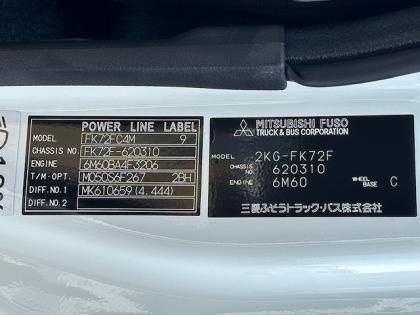 POWER LINE LABEL
MODEL FK72FC4M 9
CHASSIS NO. FK72F-620310
ENGINE 6M60BA4F3206
T/M-OPT. M050S6F267 2BH
DIFF.NO.1 MK610659(4.444)
DIFF.NO.2
MITSUBISHI FUSO
TRUCK & BUS CORPORATION
MODEL 2KG-FK72F
CHASSIS NO. 620310
ENGINE 6M60 WHEEL BASE C
三菱ふそうトラック・バス株式会社